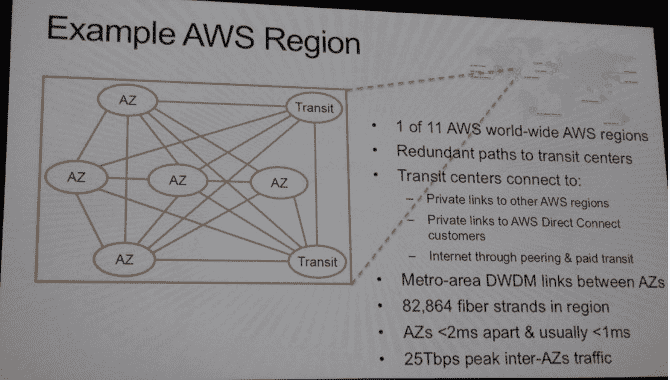 Example AWS Region
AZ
Transit
AZ
AZ
AZ
AZ
Transit
• 1 of 11 AWS world-wide AWS regions
• Redundant paths to transit centers
• Transit centers connect to:
– Private links to other AWS regions
– Private links to AWS Direct Connect
customers
– Internet through peering & paid transit
• Metro-area DWDM links between AZs
• 82,864 fiber strands in region
• AZs <2ms apart & usually <1ms
• 25Tbps peak inter-AZs traffic